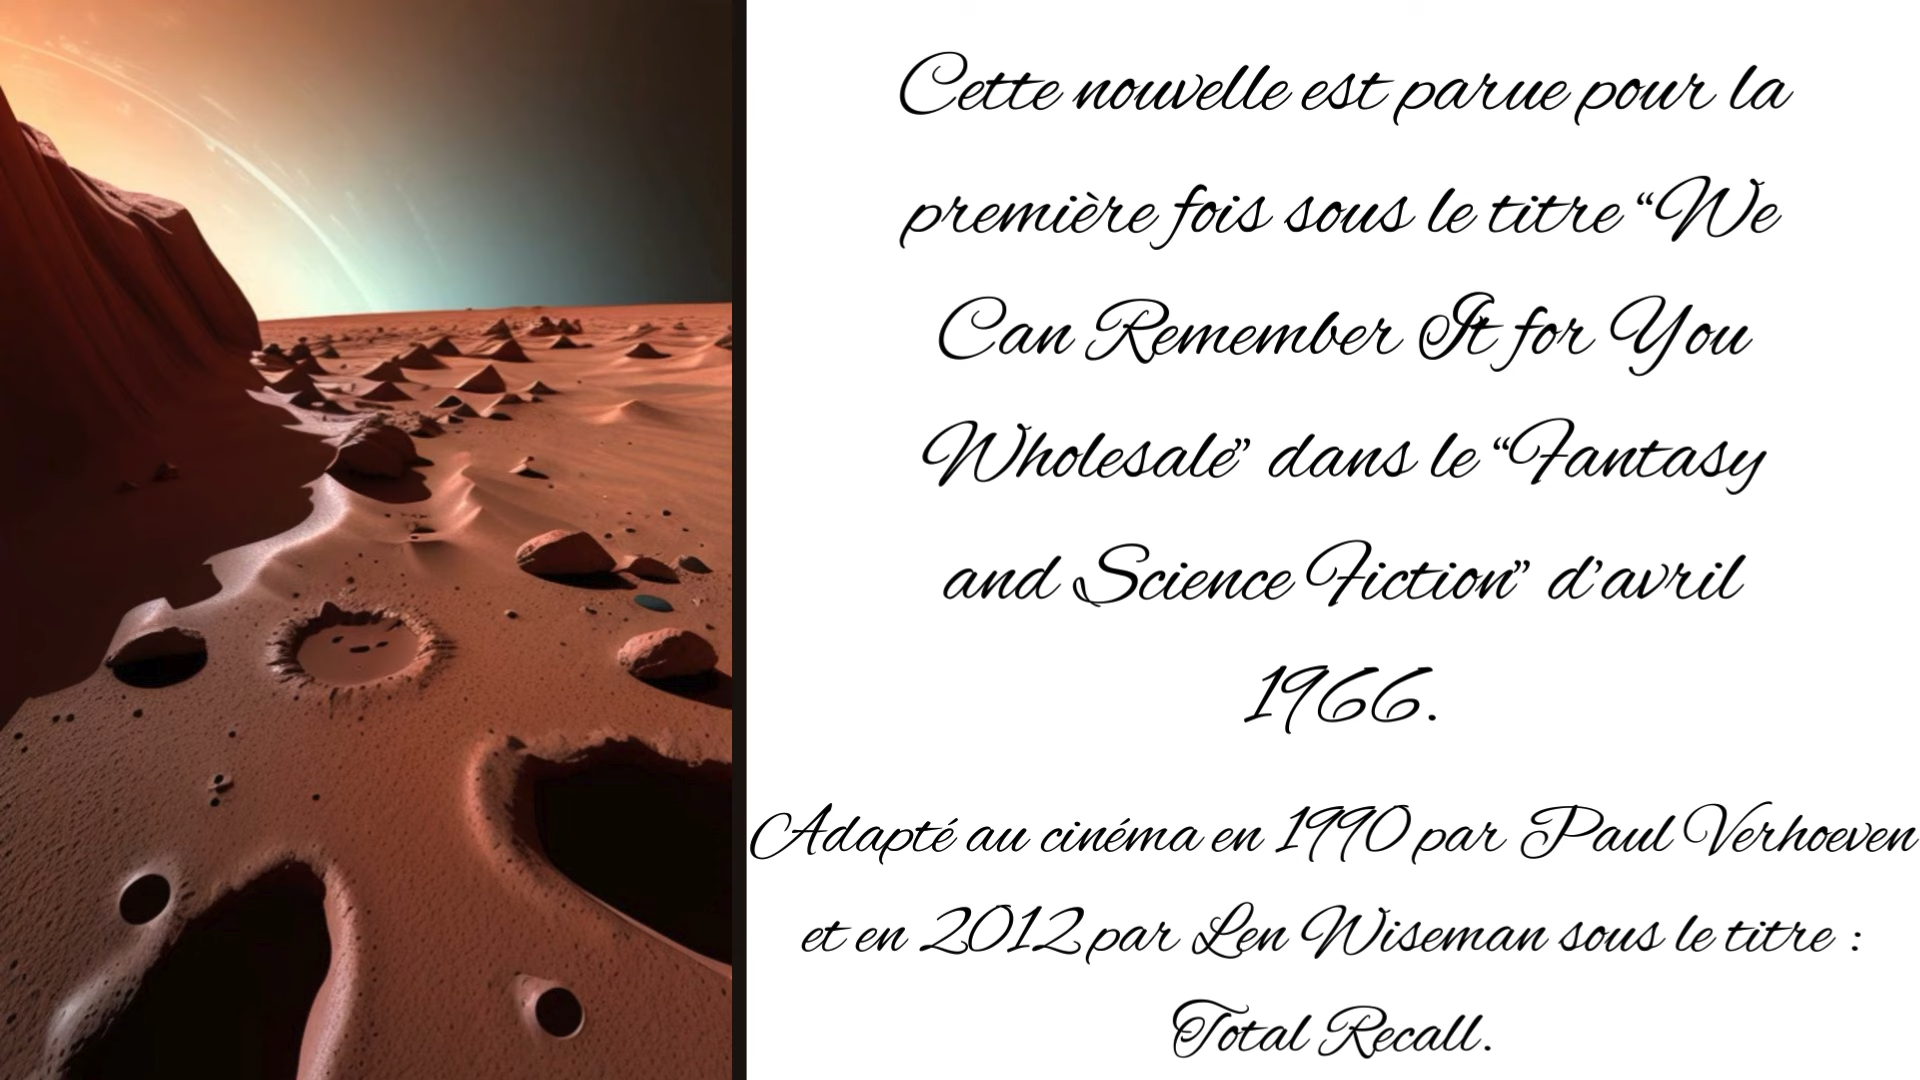 Cette nouvelle est parue pour la
première fois sous le titre “We
Can Remember It for You
Wholesale” dans le “Fantasy
and Science Fiction” d’avril
1966.
Adapté au cinéma en 1990 par Paul Verhoeven
et en 2012 par Len Wiseman sous le titre :
Total Recall.